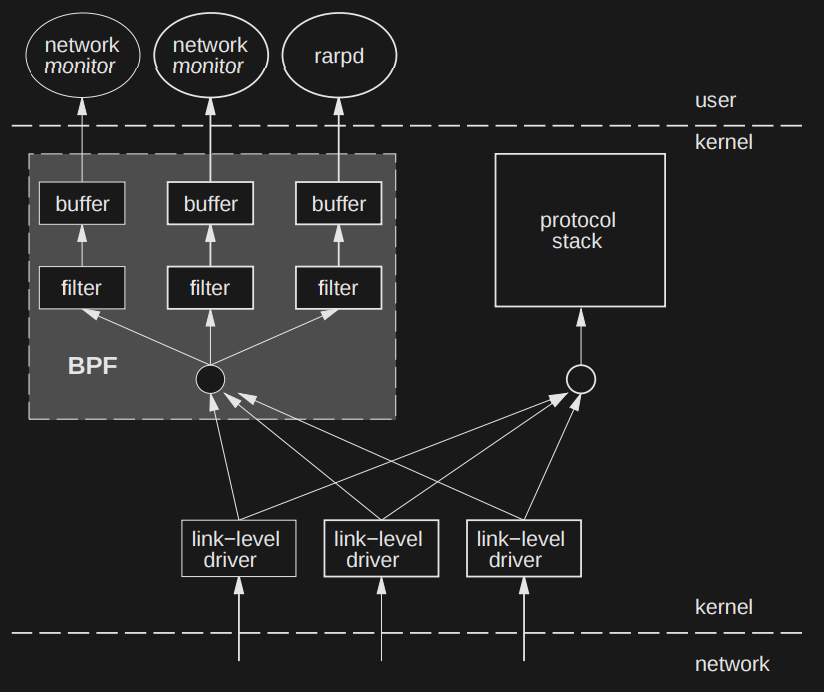 network
monitor
network
monitor
rarpd
user
kernel
buffer
buffer
buffer
protocol
stack
filter
filter
filter
BPF
link−level
driver
link−level
driver
link−level
driver
kernel
network